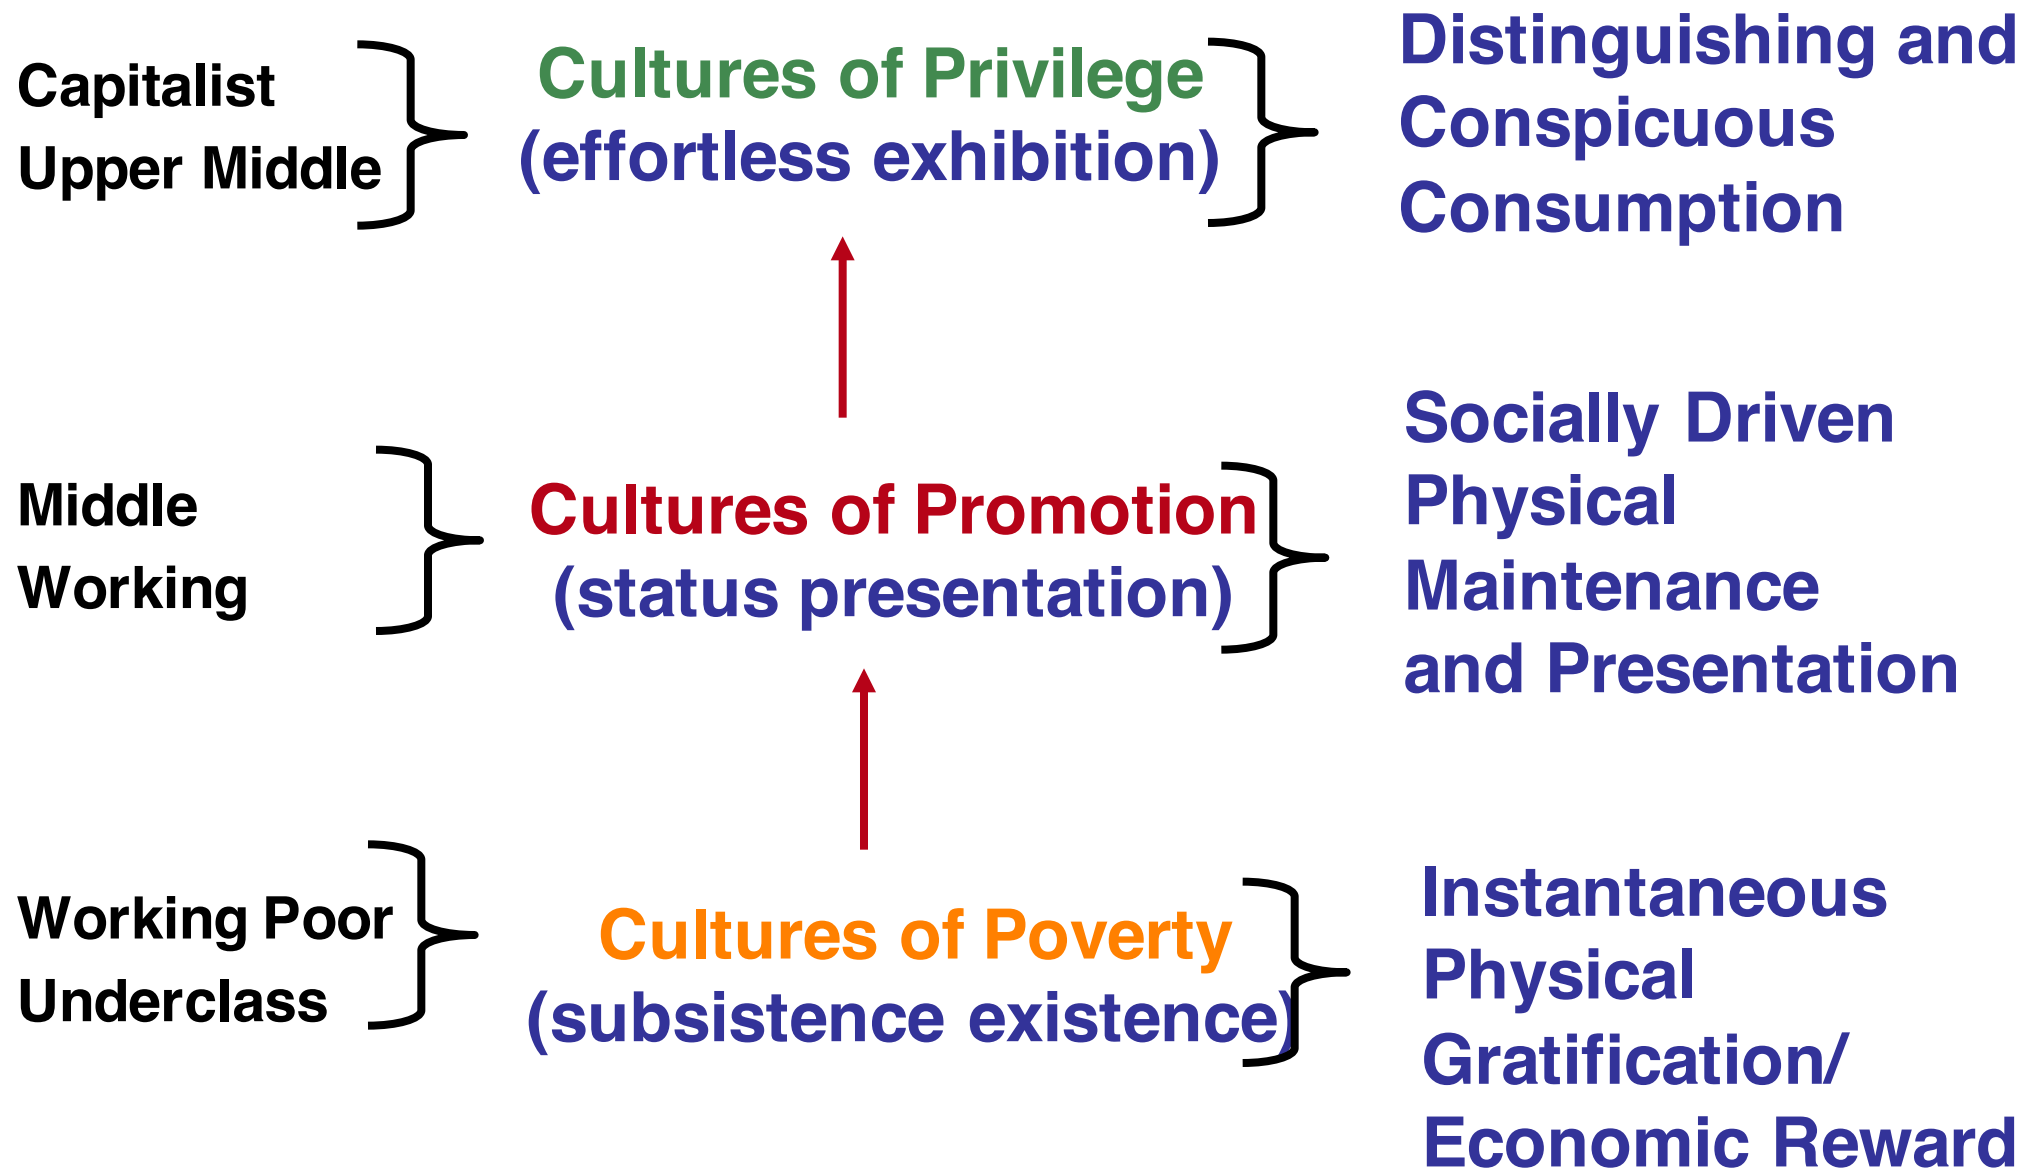 Capitalist
Upper Middle
Cultures of Privilege
(effortless exhibition)
Distinguishing and
Conspicuous
Consumption
Middle
Working
Cultures of Promotion
(status presentation)
Socially Driven
Physical
Maintenance
and Presentation
Working Poor
Underclass
Cultures of Poverty
(subsistence existence)
Instantaneous
Physical
Gratification/
Economic Reward